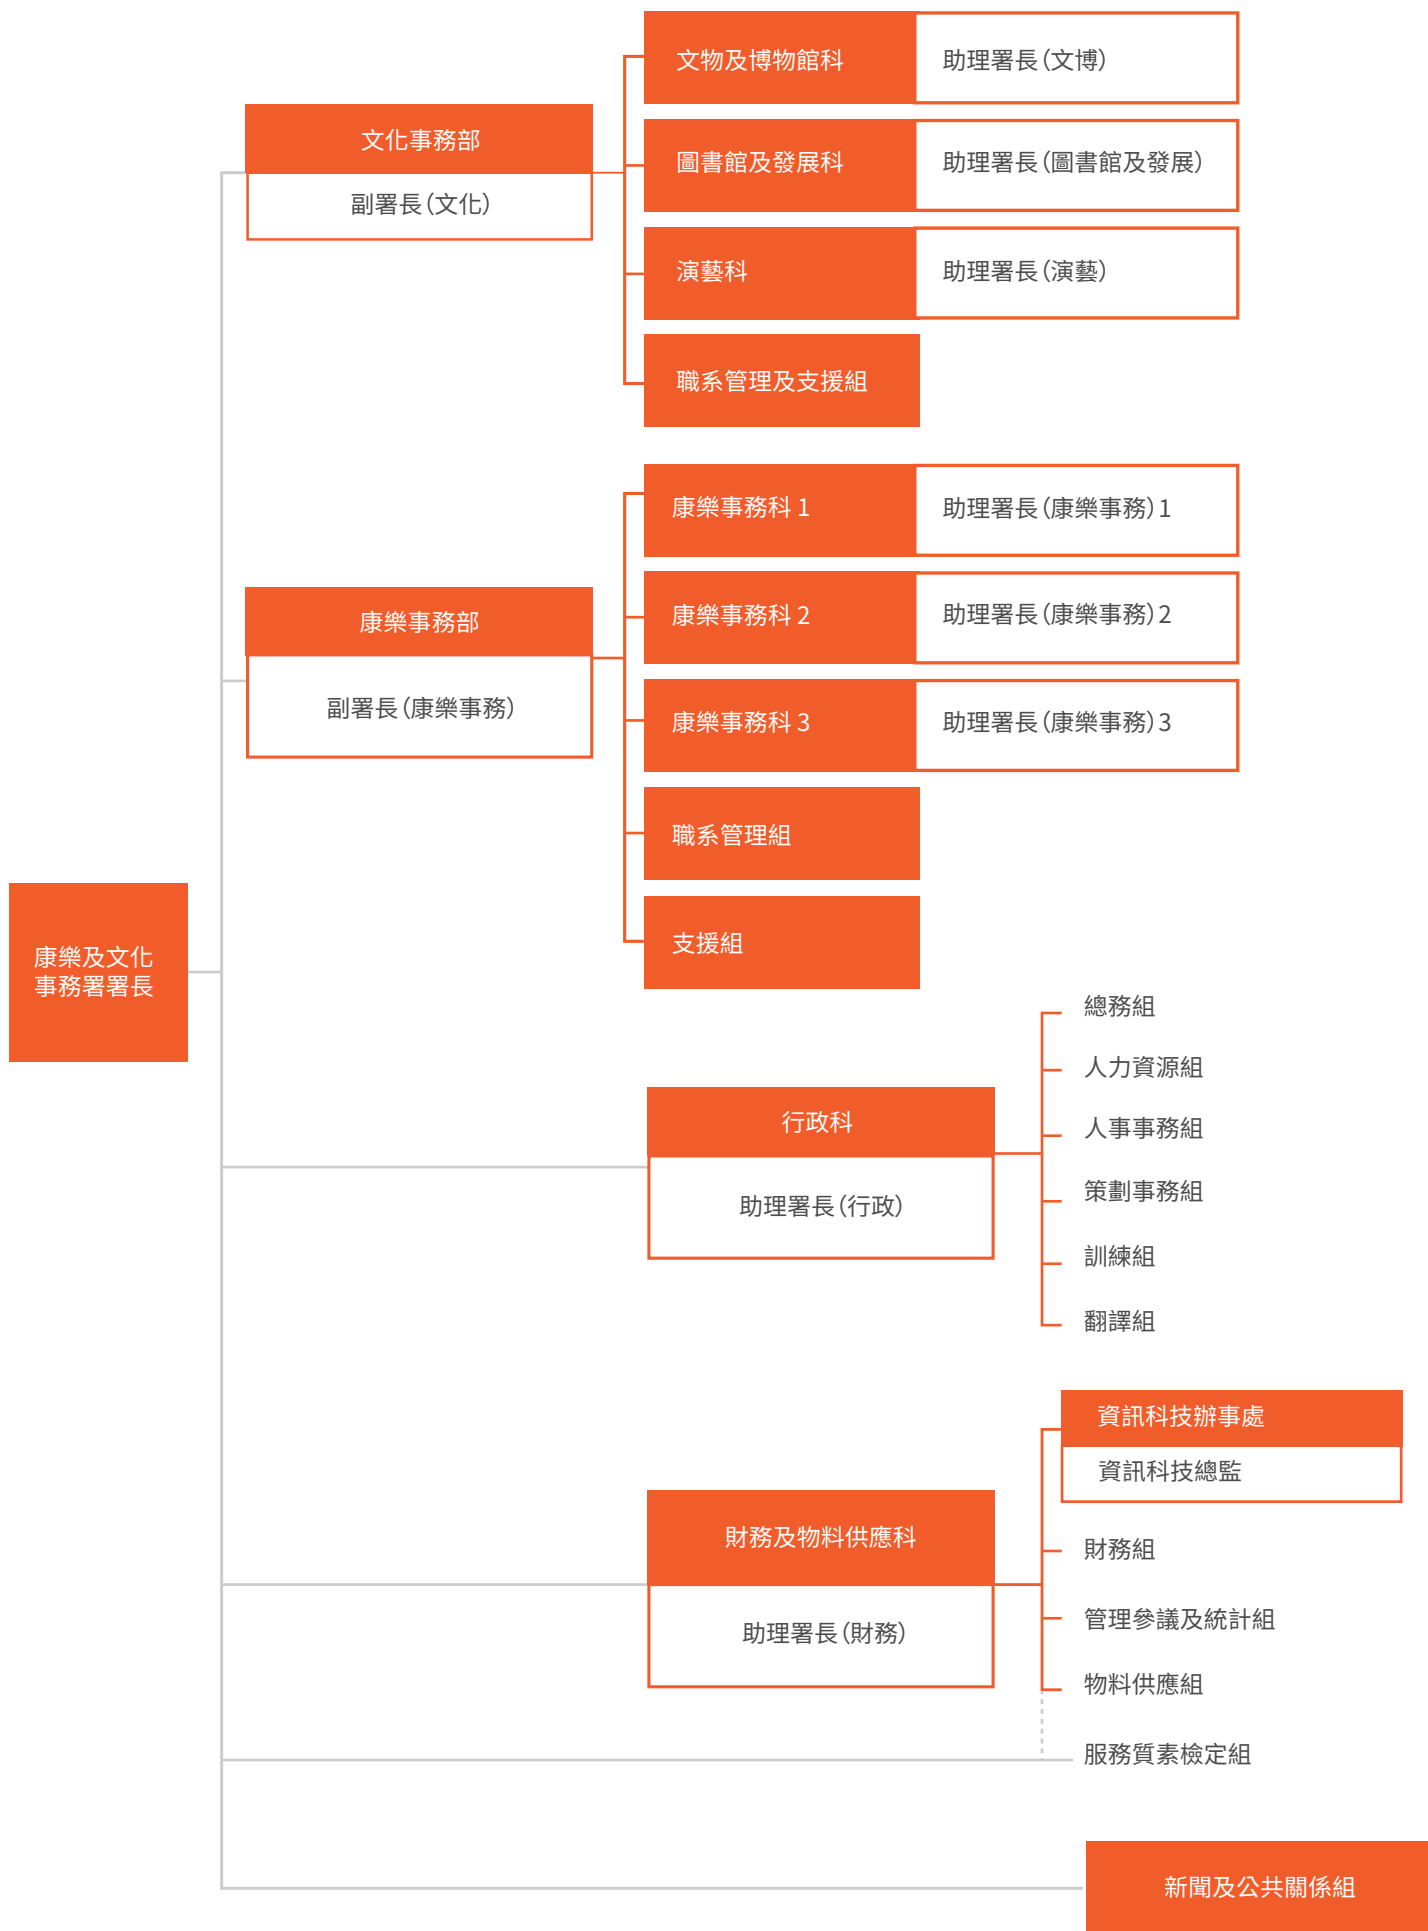 文物及博物館科
助理署長（文博）
文化事務部
副署長（文化）
圖書館及發展科
助理署長（圖書館及發展）
演藝科
助理署長（演藝）
職系管理及支援組
康樂事務科 1
助理署長（康樂事務）1
康樂事務部
副署長（康樂事務）
康樂事務科 2
助理署長（康樂事務）2
康樂事務科 3
助理署長（康樂事務）3
職系管理組
支援組
康樂及文化
事務署署長
行政科
助理署長（行政）
總務組
人力資源組
人事事務組
策劃事務組
訓練組
翻譯組
財務及物料供應科
助理署長（財務）
資訊科技辦事處
資訊科技總監
財務組
管理參議及統計組
物料供應組
服務質素檢定組
新聞及公共關係組